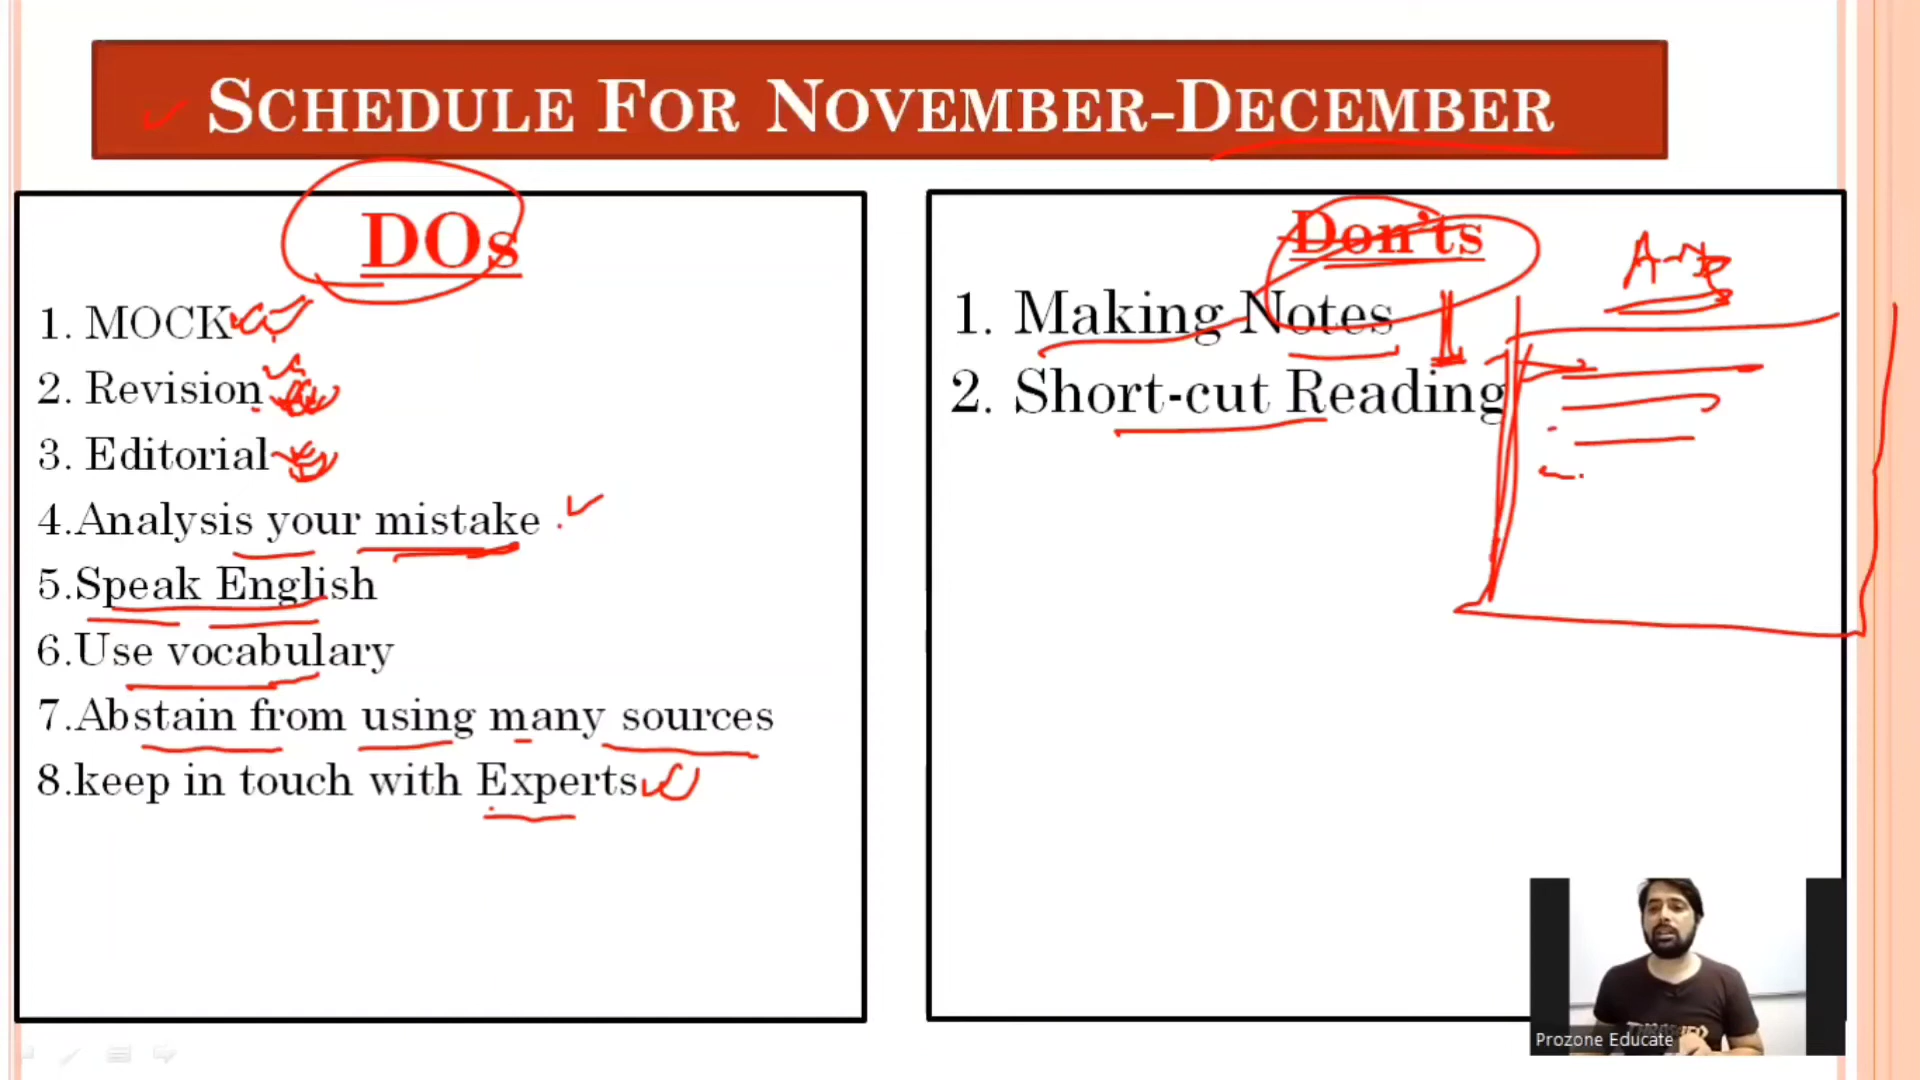 SCHEDULE FOR NOVEMBER-DECEMBER
DOs
1. MOCK
2. Revision
3. Editorial
4.Analysis your mistake
5.Speak English
6.Use vocabulary
7.Abstain from using many sources
8.keep in touch with Experts
Don'ts
1. Making Notes
2. Short-cut Reading
Prozone Educate